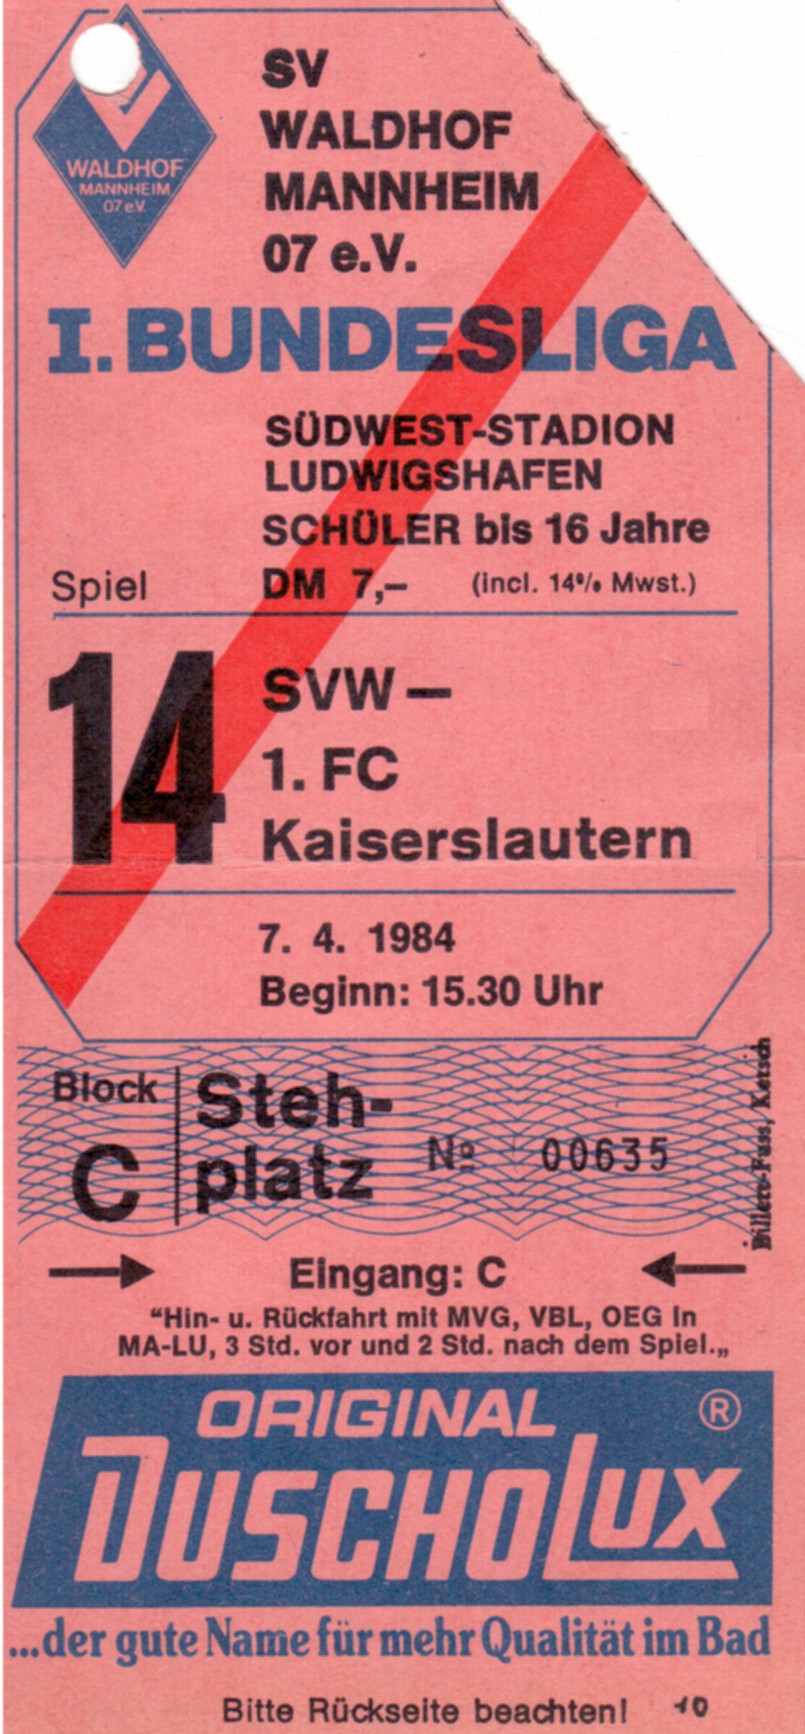 WALDHOF
MANNHEIM
07 e.V.
SV
WALDHOF
MANNHEIM
07 e.V.
I. BUNDESLIGA
SÜDWEST-STADION
LUDWIGSHAFEN
SCHÜLER bis 16 Jahre
Spiel DM 7,– (incl. 14% Mwst.)
14 SVW –
1. FC
Kaiserslautern
7. 4. 1984
Beginn: 15.30 Uhr
Block C
Steh-
platz
Nº 00635
Billern-Fuss, Ketsch
Eingang: C
“Hin- u. Rückfahrt mit MVG, VBL, OEG in
MA-LU, 3 Std. vor und 2 Std. nach dem Spiel.„
ORIGINAL ®
DUSCHOLUX
...der gute Name für mehr Qualität im Bad
Bitte Rückseite beachten! 10